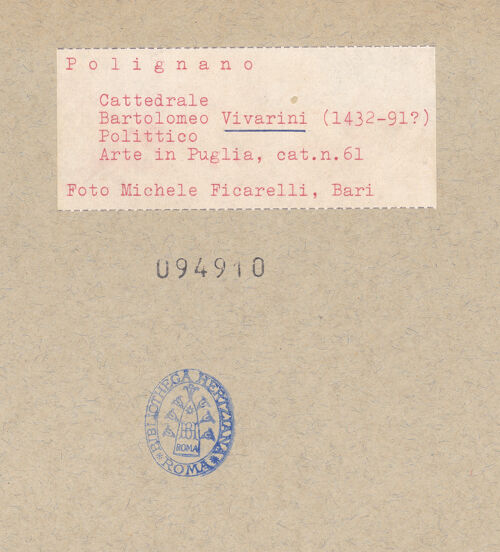 Polignano
Cattedrale
Bartolomeo Vivarini (1432-91?)
Polittico
Arte in Puglia, cat.n.61
Foto Michele Ficarelli, Bari
094910
BIBLIOTHECA HERTZIANA
ROMA
ROMA